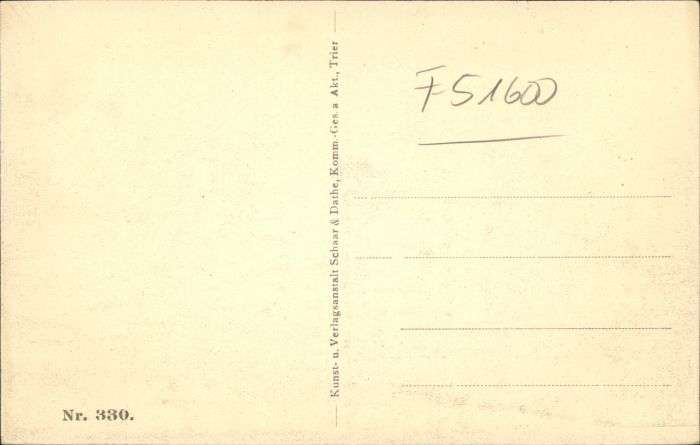 F51600
Kunst- u. Verlagsanstalt Schaar & Dathe, Komm.-Ges. a Akt., Trier
Nr. 330.